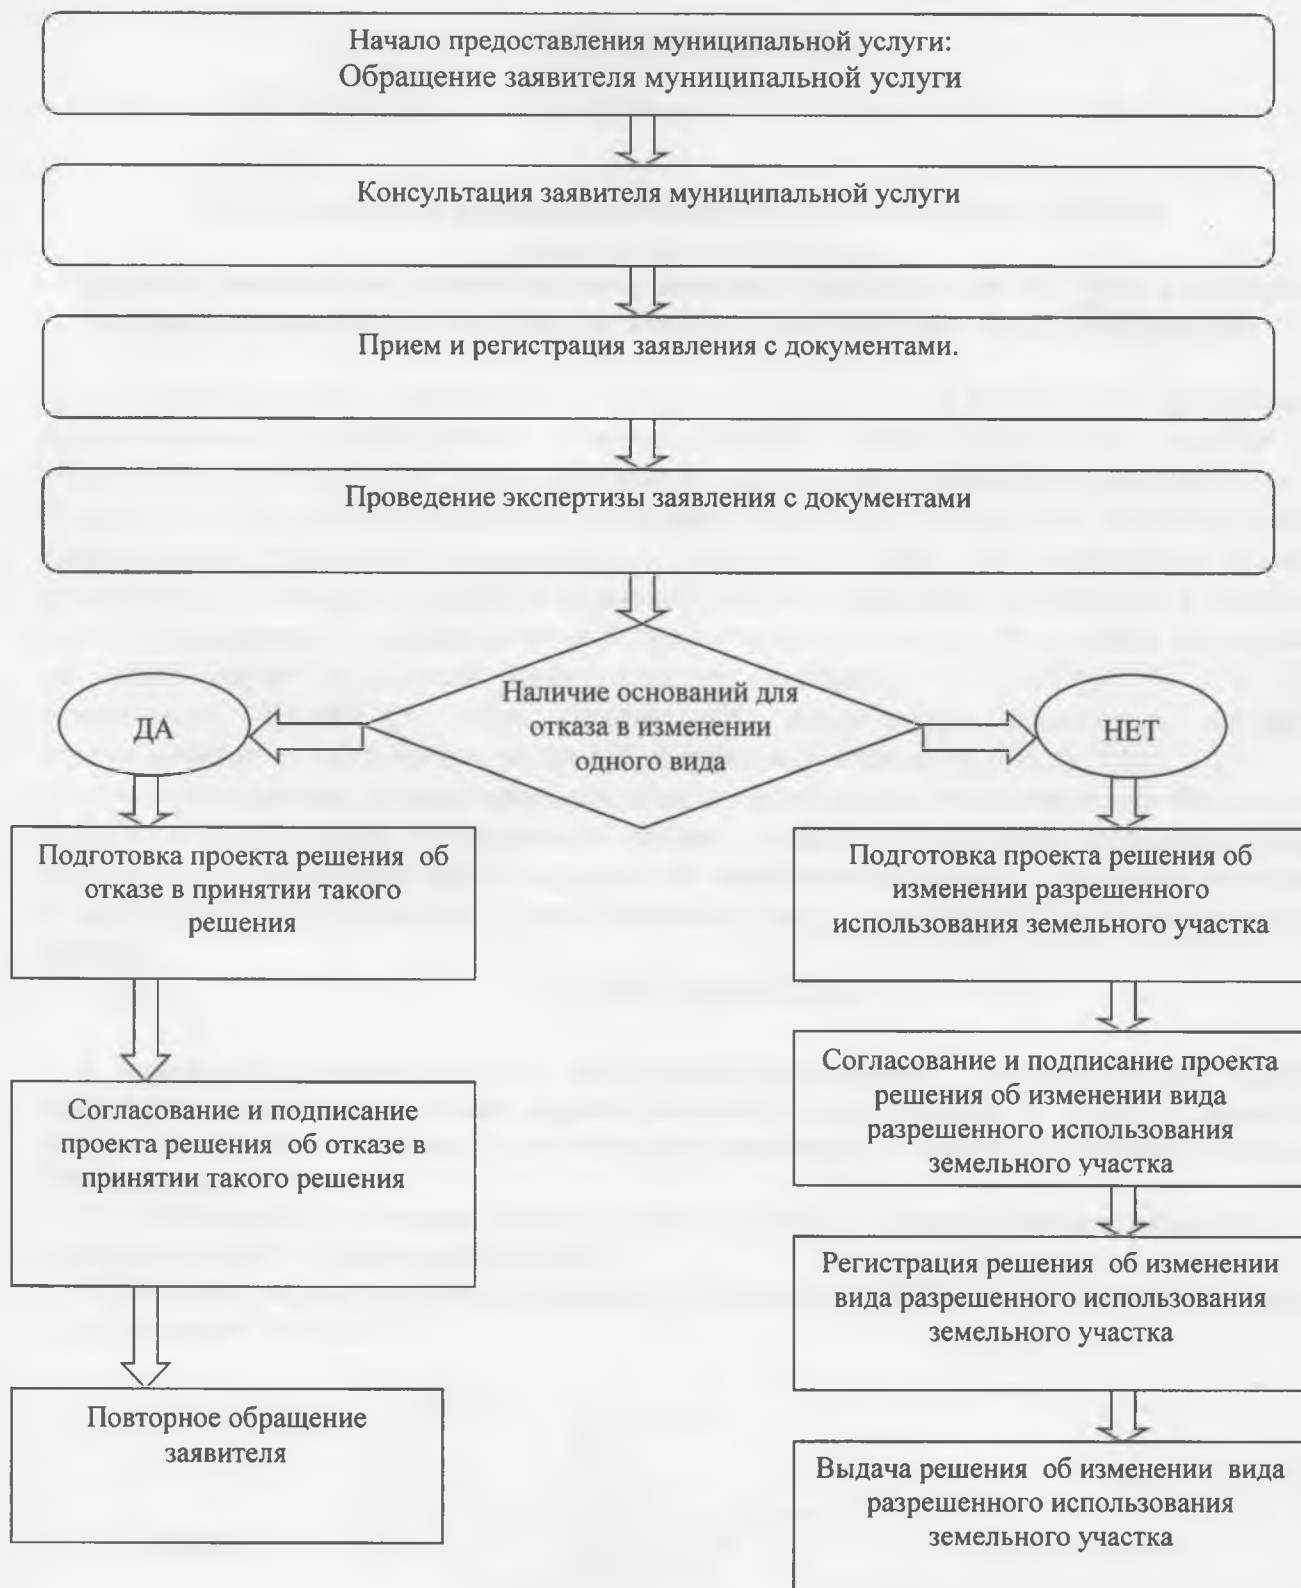 Начало предоставления муниципальной услуги:
Обращение заявителя муниципальной услуги
Консультация заявителя муниципальной услуги
Прием и регистрация заявления с документами.
Проведение экспертизы заявления с документами
Наличие оснований для
отказа в изменении
одного вида
ДА
НЕТ
Подготовка проекта решения об
отказе в принятии такого
решения
Согласование и подписание
проекта решения об отказе в
принятии такого решения
Повторное обращение
заявителя
Подготовка проекта решения об
изменении разрешенного
использования земельного участка
Согласование и подписание проекта
решения об изменении вида
разрешенного использования
земельного участка
Регистрация решения об изменении
вида разрешенного использования
земельного участка
Выдача решения об изменении вида
разрешенного использования
земельного участка